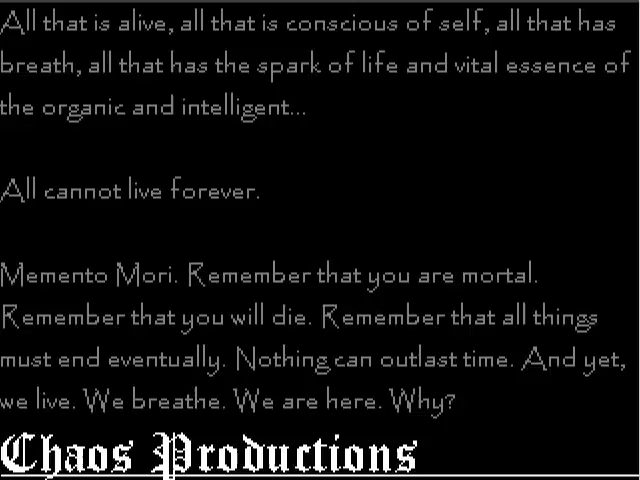 All that is alive, all that is conscious of self, all that has
breath, all that has the spark of life and vital essence of
the organic and intelligent...
All cannot live forever.
Memento Mori. Remember that you are mortal.
Remember that you will die. Remember that all things
must end eventually. Nothing can outlast time. And yet,
we live. We breathe. We are here. Why?
Chaos Productions